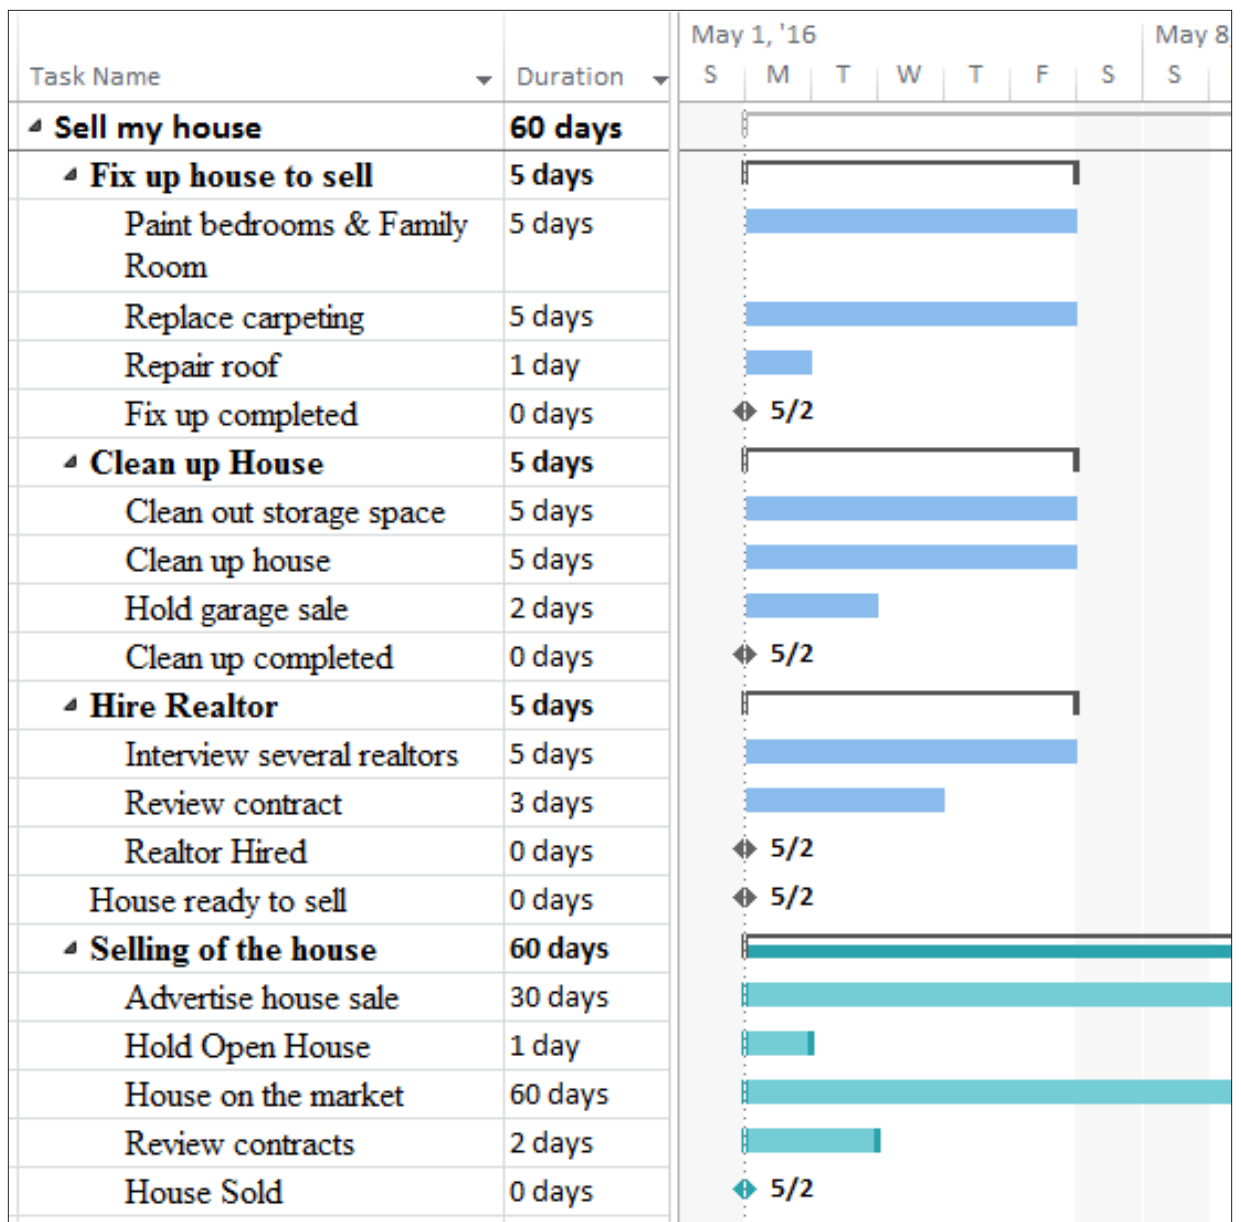 May 1, '16 May 8,
Task Name Duration S M T W T F S S
Sell my house 60 days
Fix up house to sell 5 days
Paint bedrooms & Family 5 days
Room
Replace carpeting 5 days
Repair roof 1 day
Fix up completed 0 days 5/2
Clean up House 5 days
Clean out storage space 5 days
Clean up house 5 days
Hold garage sale 2 days
Clean up completed 0 days 5/2
Hire Realtor 5 days
Interview several realtors 5 days
Review contract 3 days
Realtor Hired 0 days 5/2
House ready to sell 0 days 5/2
Selling of the house 60 days
Advertise house sale 30 days
Hold Open House 1 day
House on the market 60 days
Review contracts 2 days
House Sold 0 days 5/2